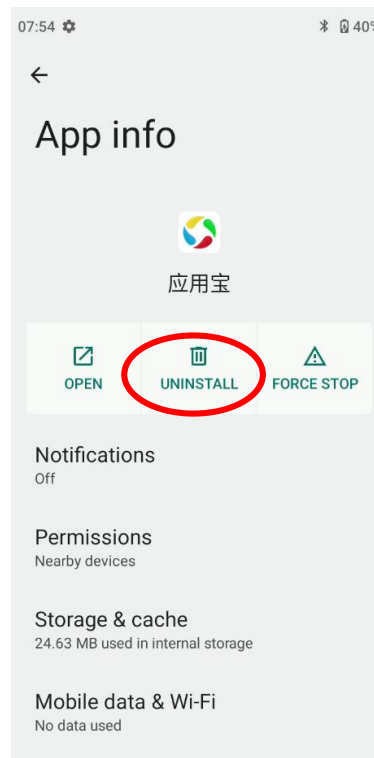 07:54 40%
App info
应用宝
OPEN UNINSTALL FORCE STOP
Notifications
Off
Permissions
Nearby devices
Storage & cache
24.63 MB used in internal storage
Mobile data & Wi-Fi
No data used